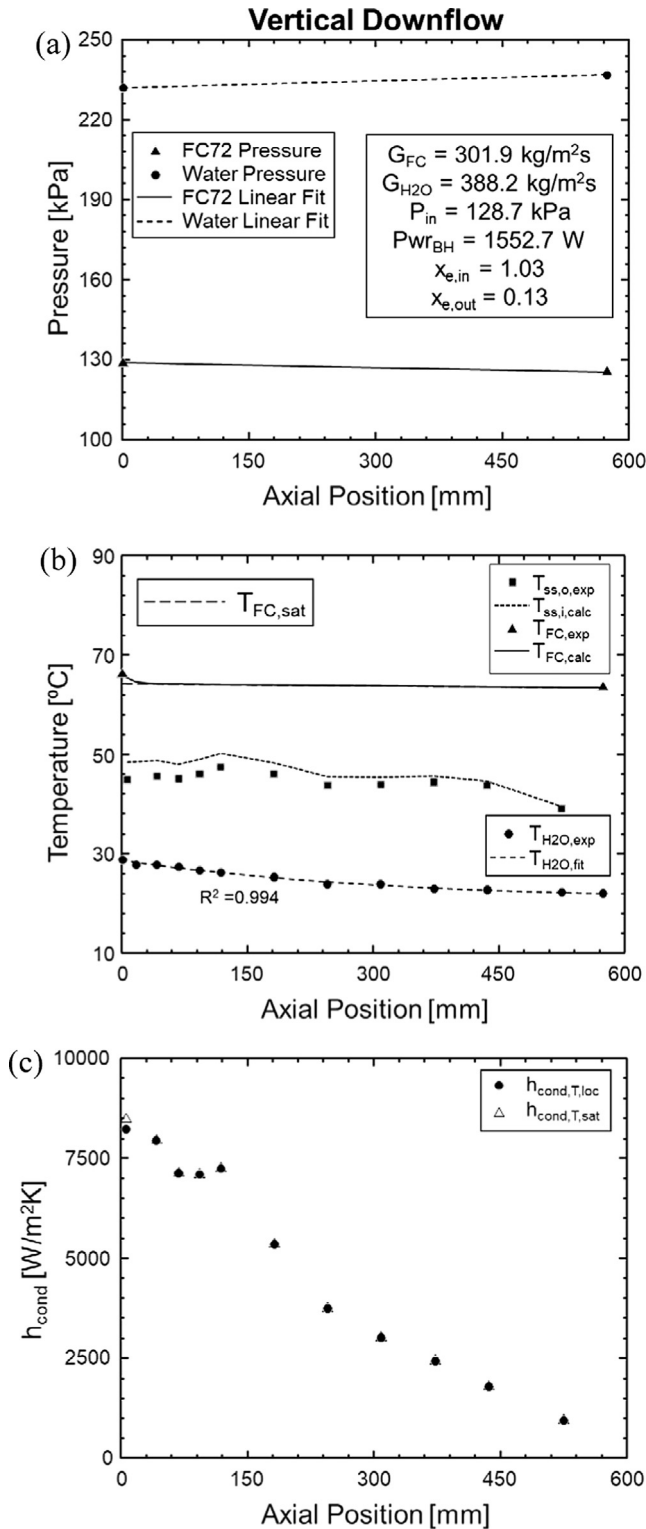 Vertical Downflow
(a)
250
220
190
160
130
100
Pressure [kPa]
FC72 Pressure
Water Pressure
FC72 Linear Fit
Water Linear Fit
G_FC = 301.9 kg/m²s
G_H2O = 388.2 kg/m²s
P_in = 128.7 kPa
Pwr_BH = 1552.7 W
x_e,in = 1.03
x_e,out = 0.13
0 150 300 450 600
Axial Position [mm]
(b)
90
70
50
30
10
Temperature [ºC]
T_FC,sat
T_ss,o,exp
T_ss,i,calc
T_FC,exp
T_FC,calc
T_H2O,exp
T_H2O,fit
R² =0.994
0 150 300 450 600
Axial Position [mm]
(c)
10000
7500
5000
2500
0
h_cond [W/m²K]
h_cond,T,loc
h_cond,T,sat
0 150 300 450 600
Axial Position [mm]